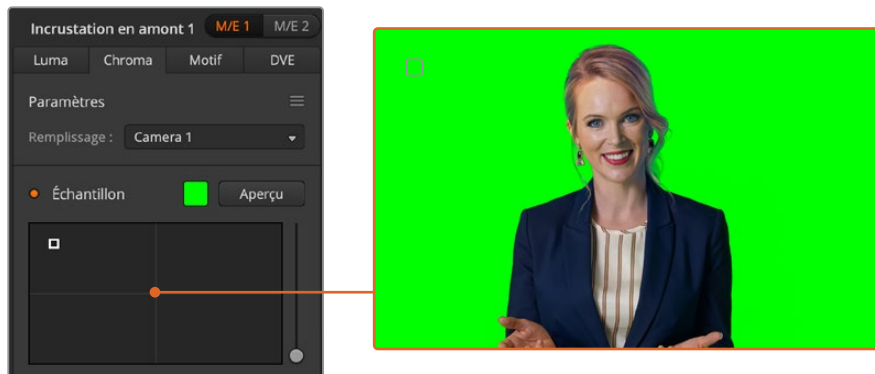 Incrustation en amont 1 M/E 1 M/E 2
Luma Chroma Motif DVE
Paramètres
Remplissage : Camera 1
Échantillon Aperçu